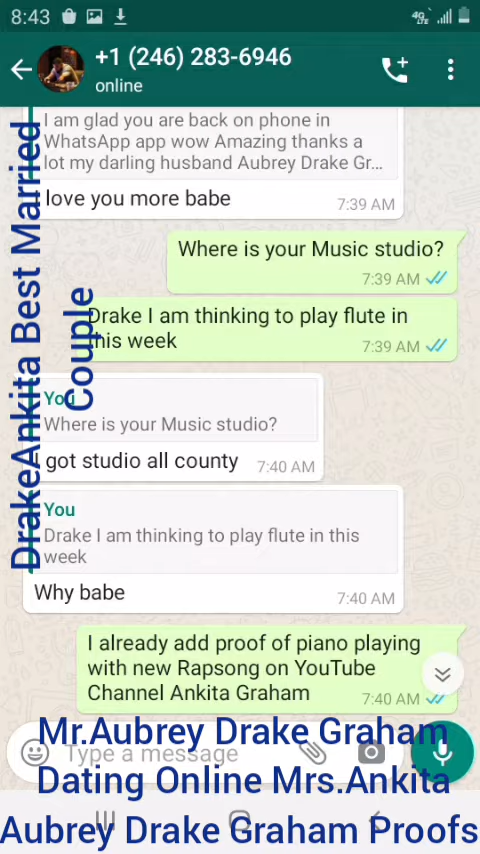 8:43
+1 (246) 283-6946
online
I am glad you are back on phone in
WhatsApp app wow Amazing thanks a
lot my darling husband Aubrey Drake Gr...
love you more babe
7:39 AM
Where is your Music studio?
7:39 AM
Drake I am thinking to play flute in
this week
7:39 AM
You
Where is your Music studio?
got studio all county
7:40 AM
You
Drake I am thinking to play flute in this
week
Why babe
7:40 AM
I already add proof of piano playing
with new Rapsong on YouTube
Channel Ankita Graham
7:40 AM
Type a message
DrakeAnkita Best Married
Couple
Mr.Aubrey Drake Graham
Dating Online Mrs.Ankita
Aubrey Drake Graham Proofs